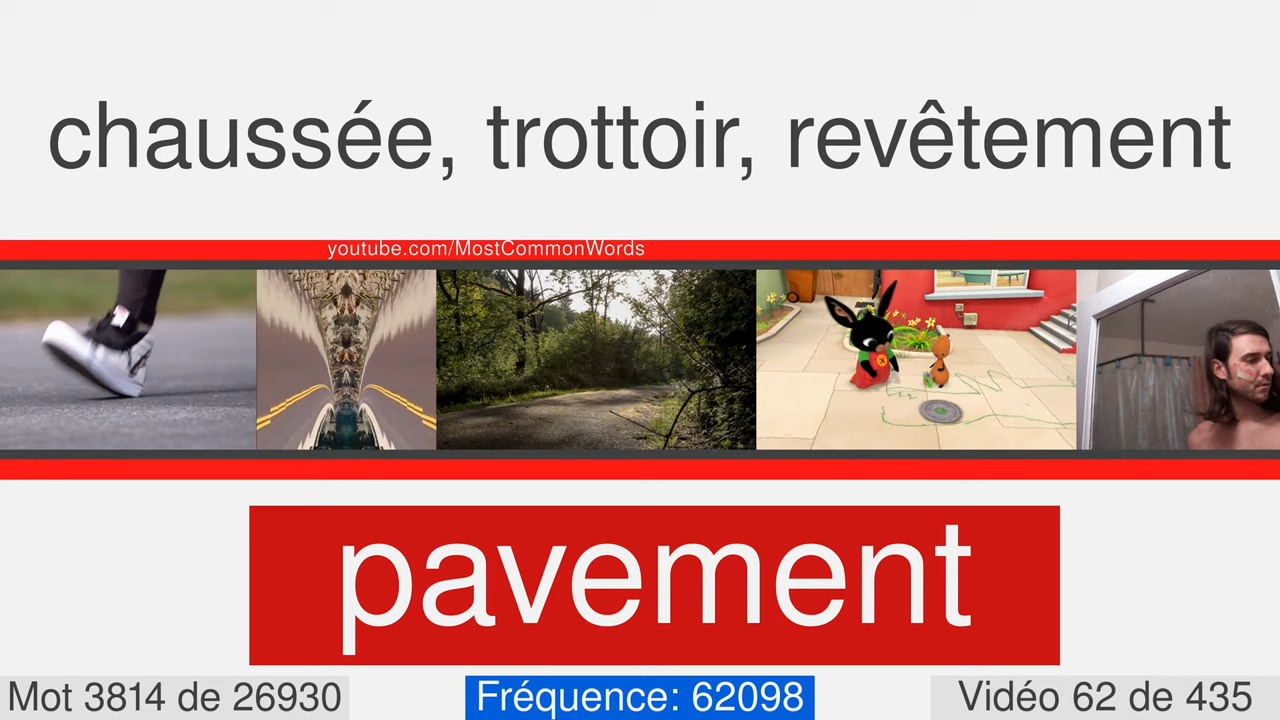 chaussée, trottoir, revêtement
youtube.com/MostCommonWords
pavement
Mot 3814 de 26930
Fréquence: 62098
Vidéo 62 de 435